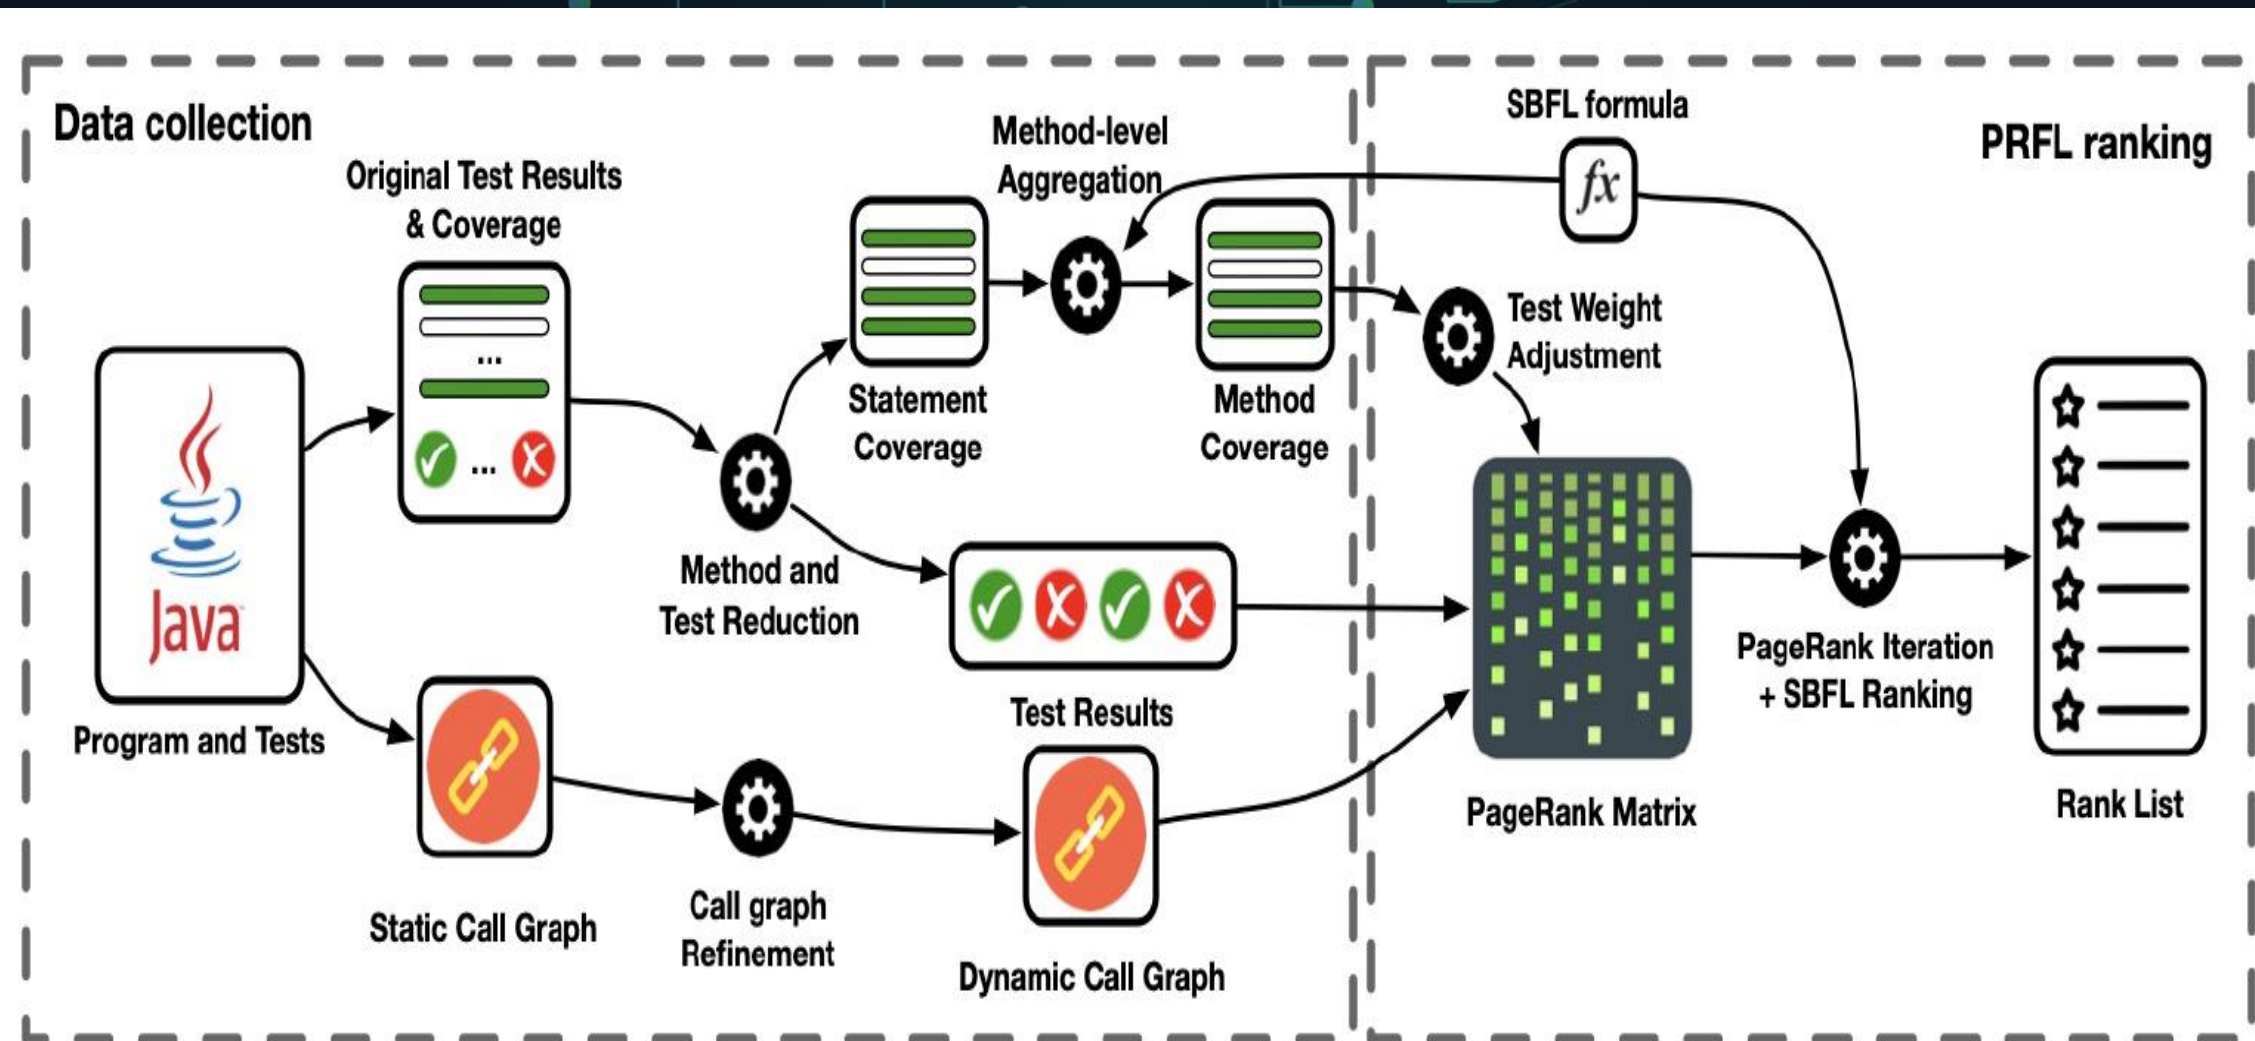 Data collection
Original Test Results
& Coverage
Method-level
Aggregation
SBFL formula
PRFL ranking
fx
Test Weight
Adjustment
...
...
Statement
Coverage
Method
Coverage
Java
Program and Tests
Method and
Test Reduction
Test Results
PageRank Iteration
+ SBFL Ranking
PageRank Matrix
Rank List
Static Call Graph
Call graph
Refinement
Dynamic Call Graph